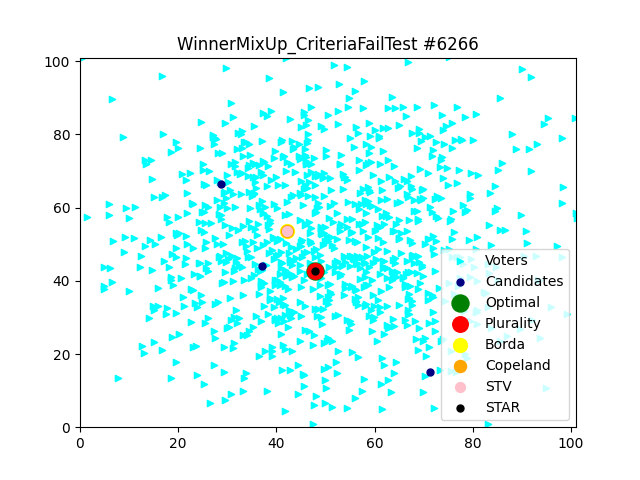 WinnerMixUp_CriteriaFailTest #6266
100
80
60
40
20
0
0
20
40
60
80
100
Voters
Candidates
Optimal
Plurality
Borda
Copeland
STV
STAR